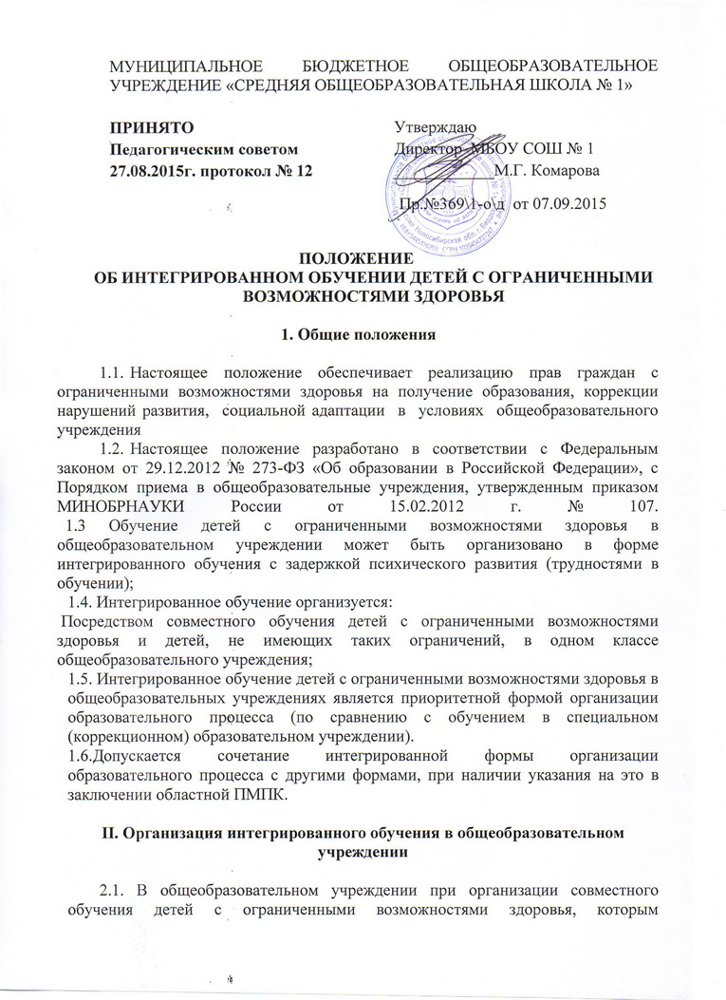 МУНИЦИПАЛЬНОЕ БЮДЖЕТНОЕ ОБЩЕОБРАЗОВАТЕЛЬНОЕ
УЧРЕЖДЕНИЕ «СРЕДНЯЯ ОБЩЕОБРАЗОВАТЕЛЬНАЯ ШКОЛА № 1»
ПРИНЯТО
Педагогическим советом
27.08.2015г. протокол № 12
Утверждаю
Директор МБОУ СОШ № 1
____________М.Г. Комарова
Пр.№369\1-о\д от 07.09.2015
ПОЛОЖЕНИЕ
ОБ ИНТЕГРИРОВАННОМ ОБУЧЕНИИ ДЕТЕЙ С ОГРАНИЧЕННЫМИ
ВОЗМОЖНОСТЯМИ ЗДОРОВЬЯ
1. Общие положения
1.1. Настоящее положение обеспечивает реализацию прав граждан с
ограниченными возможностями здоровья на получение образования, коррекции
нарушений развития, социальной адаптации в условиях общеобразовательного
учреждения
1.2. Настоящее положение разработано в соответствии с Федеральным
законом от 29.12.2012 № 273-ФЗ «Об образовании в Российской Федерации», с
Порядком приема в общеобразовательные учреждения, утвержденным приказом
МИНОБРНАУКИ России от 15.02.2012 г. № 107.
1.3 Обучение детей с ограниченными возможностями здоровья в
общеобразовательном учреждении может быть организовано в форме
интегрированного обучения с задержкой психического развития (трудностями в
обучении);
1.4. Интегрированное обучение организуется:
Посредством совместного обучения детей с ограниченными возможностями
здоровья и детей, не имеющих таких ограничений, в одном классе
общеобразовательного учреждения;
1.5. Интегрированное обучение детей с ограниченными возможностями здоровья в
общеобразовательных учреждениях является приоритетной формой организации
образовательного процесса (по сравнению с обучением в специальном
(коррекционном) образовательном учреждении).
1.6.Допускается сочетание интегрированной формы организации
образовательного процесса с другими формами, при наличии указания на это в
заключении областной ПМПК.
II. Организация интегрированного обучения в общеобразовательном
учреждении
2.1. В общеобразовательном учреждении при организации совместного
обучения детей с ограниченными возможностями здоровья, которым